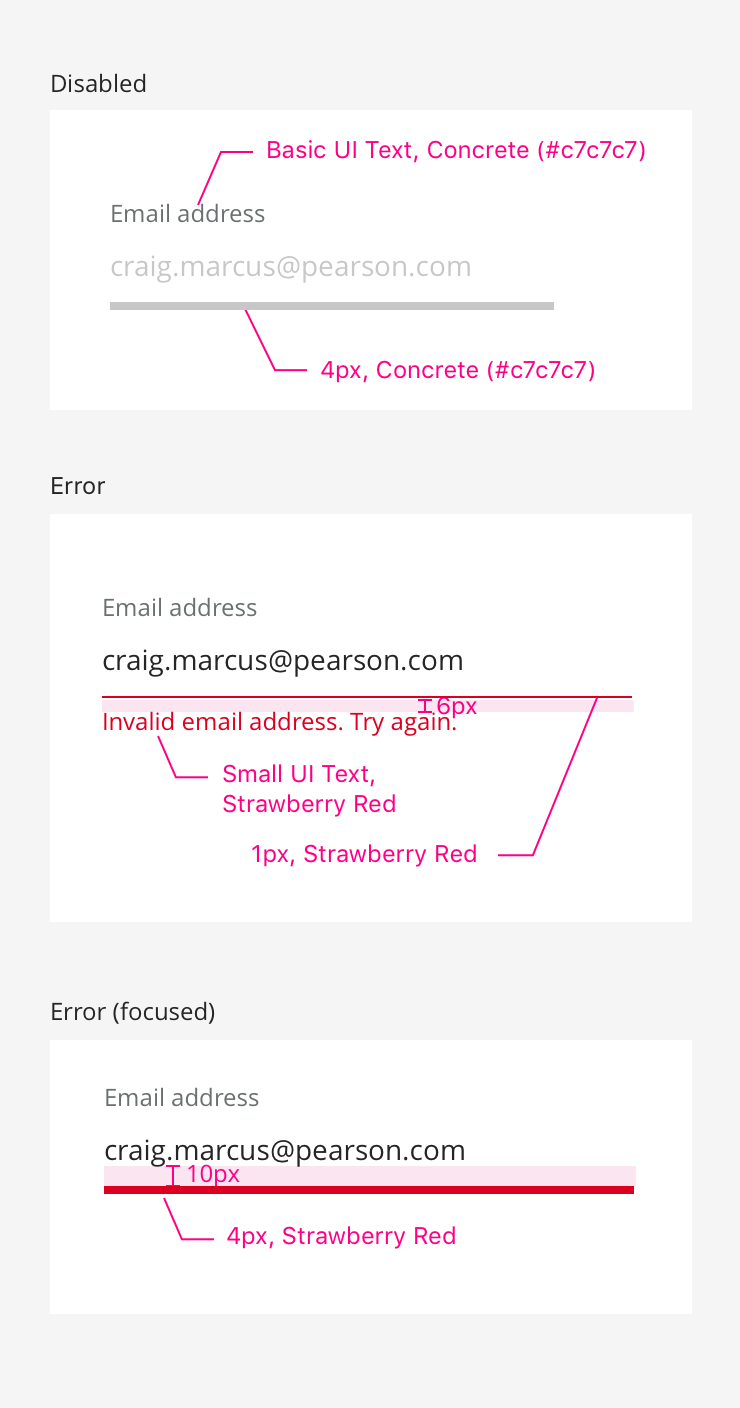 Disabled
Basic UI Text, Concrete (#c7c7c7)
Email address
craig.marcus@pearson.com
4px, Concrete (#c7c7c7)
Error
Email address
craig.marcus@pearson.com
6px
Invalid email address. Try again.
Small UI Text,
Strawberry Red
1px, Strawberry Red
Error (focused)
Email address
craig.marcus@pearson.com
10px
4px, Strawberry Red